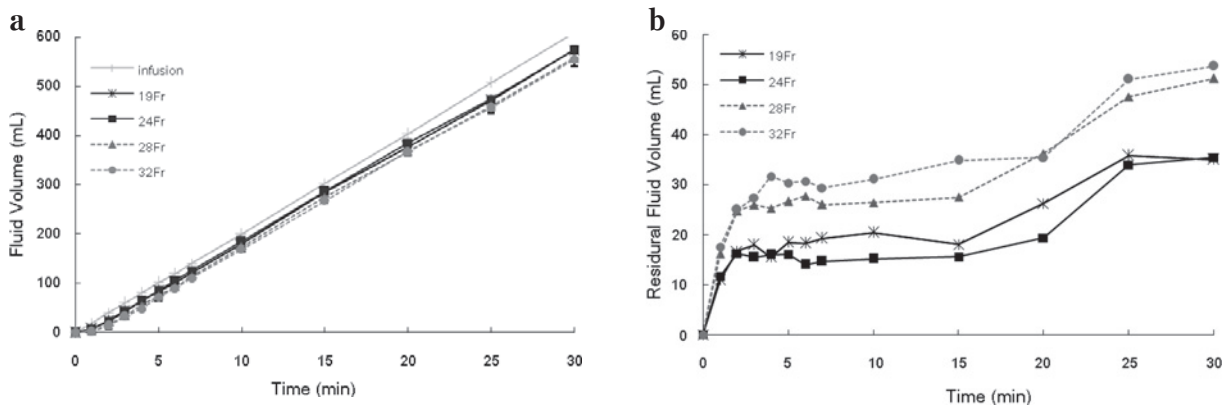 a
Fluid Volume (mL)
600
500
400
300
200
100
0
infusion
19Fr
24Fr
28Fr
32Fr
0 5 10 15 20 25 30
Time (min)
b
Residural Fluid Volume (mL)
60
50
40
30
20
10
0
19Fr
24Fr
28Fr
32Fr
0 5 10 15 20 25 30
Time (min)